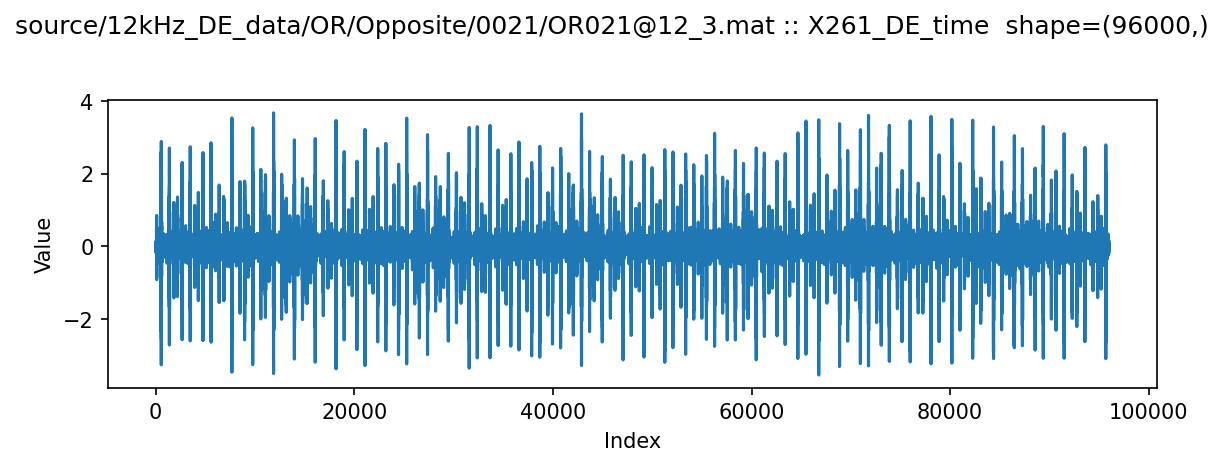 source/12kHz_DE_data/OR/Opposite/0021/OR021@12_3.mat :: X261_DE_time  shape=(96000,)
4
2
0
−2
Value
0 20000 40000 60000 80000 100000
Index